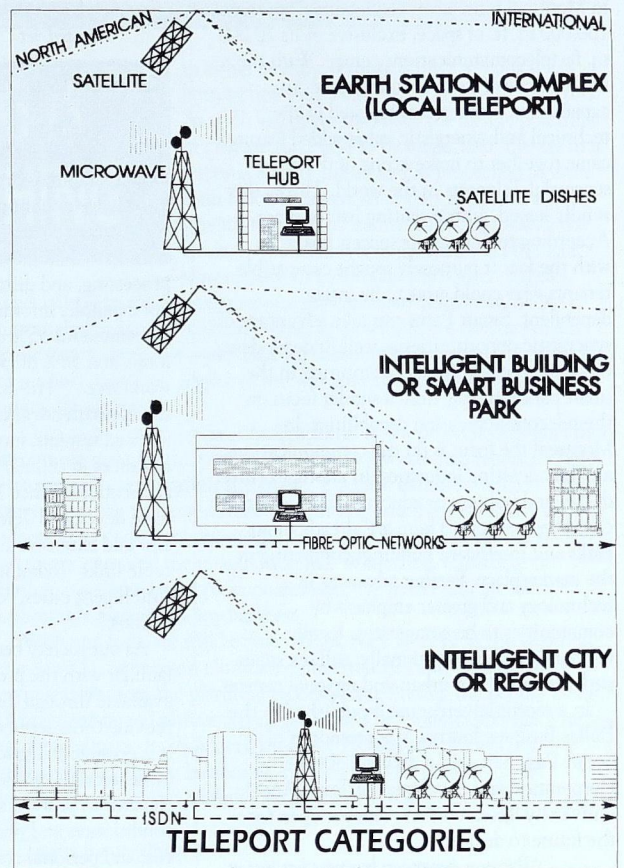 INTERNATIONAL
NORTH AMERICAN
SATELLITE
EARTH STATION COMPLEX
(LOCAL TELEPORT)
MICROWAVE
TELEPORT
HUB
SATELLITE DISHES
INTELLIGENT BUILDING
OR SMART BUSINESS
PARK
FIBRE OPTIC NETWORKS
INTELLIGENT CITY
OR REGION
ISDN
TELEPORT CATEGORIES